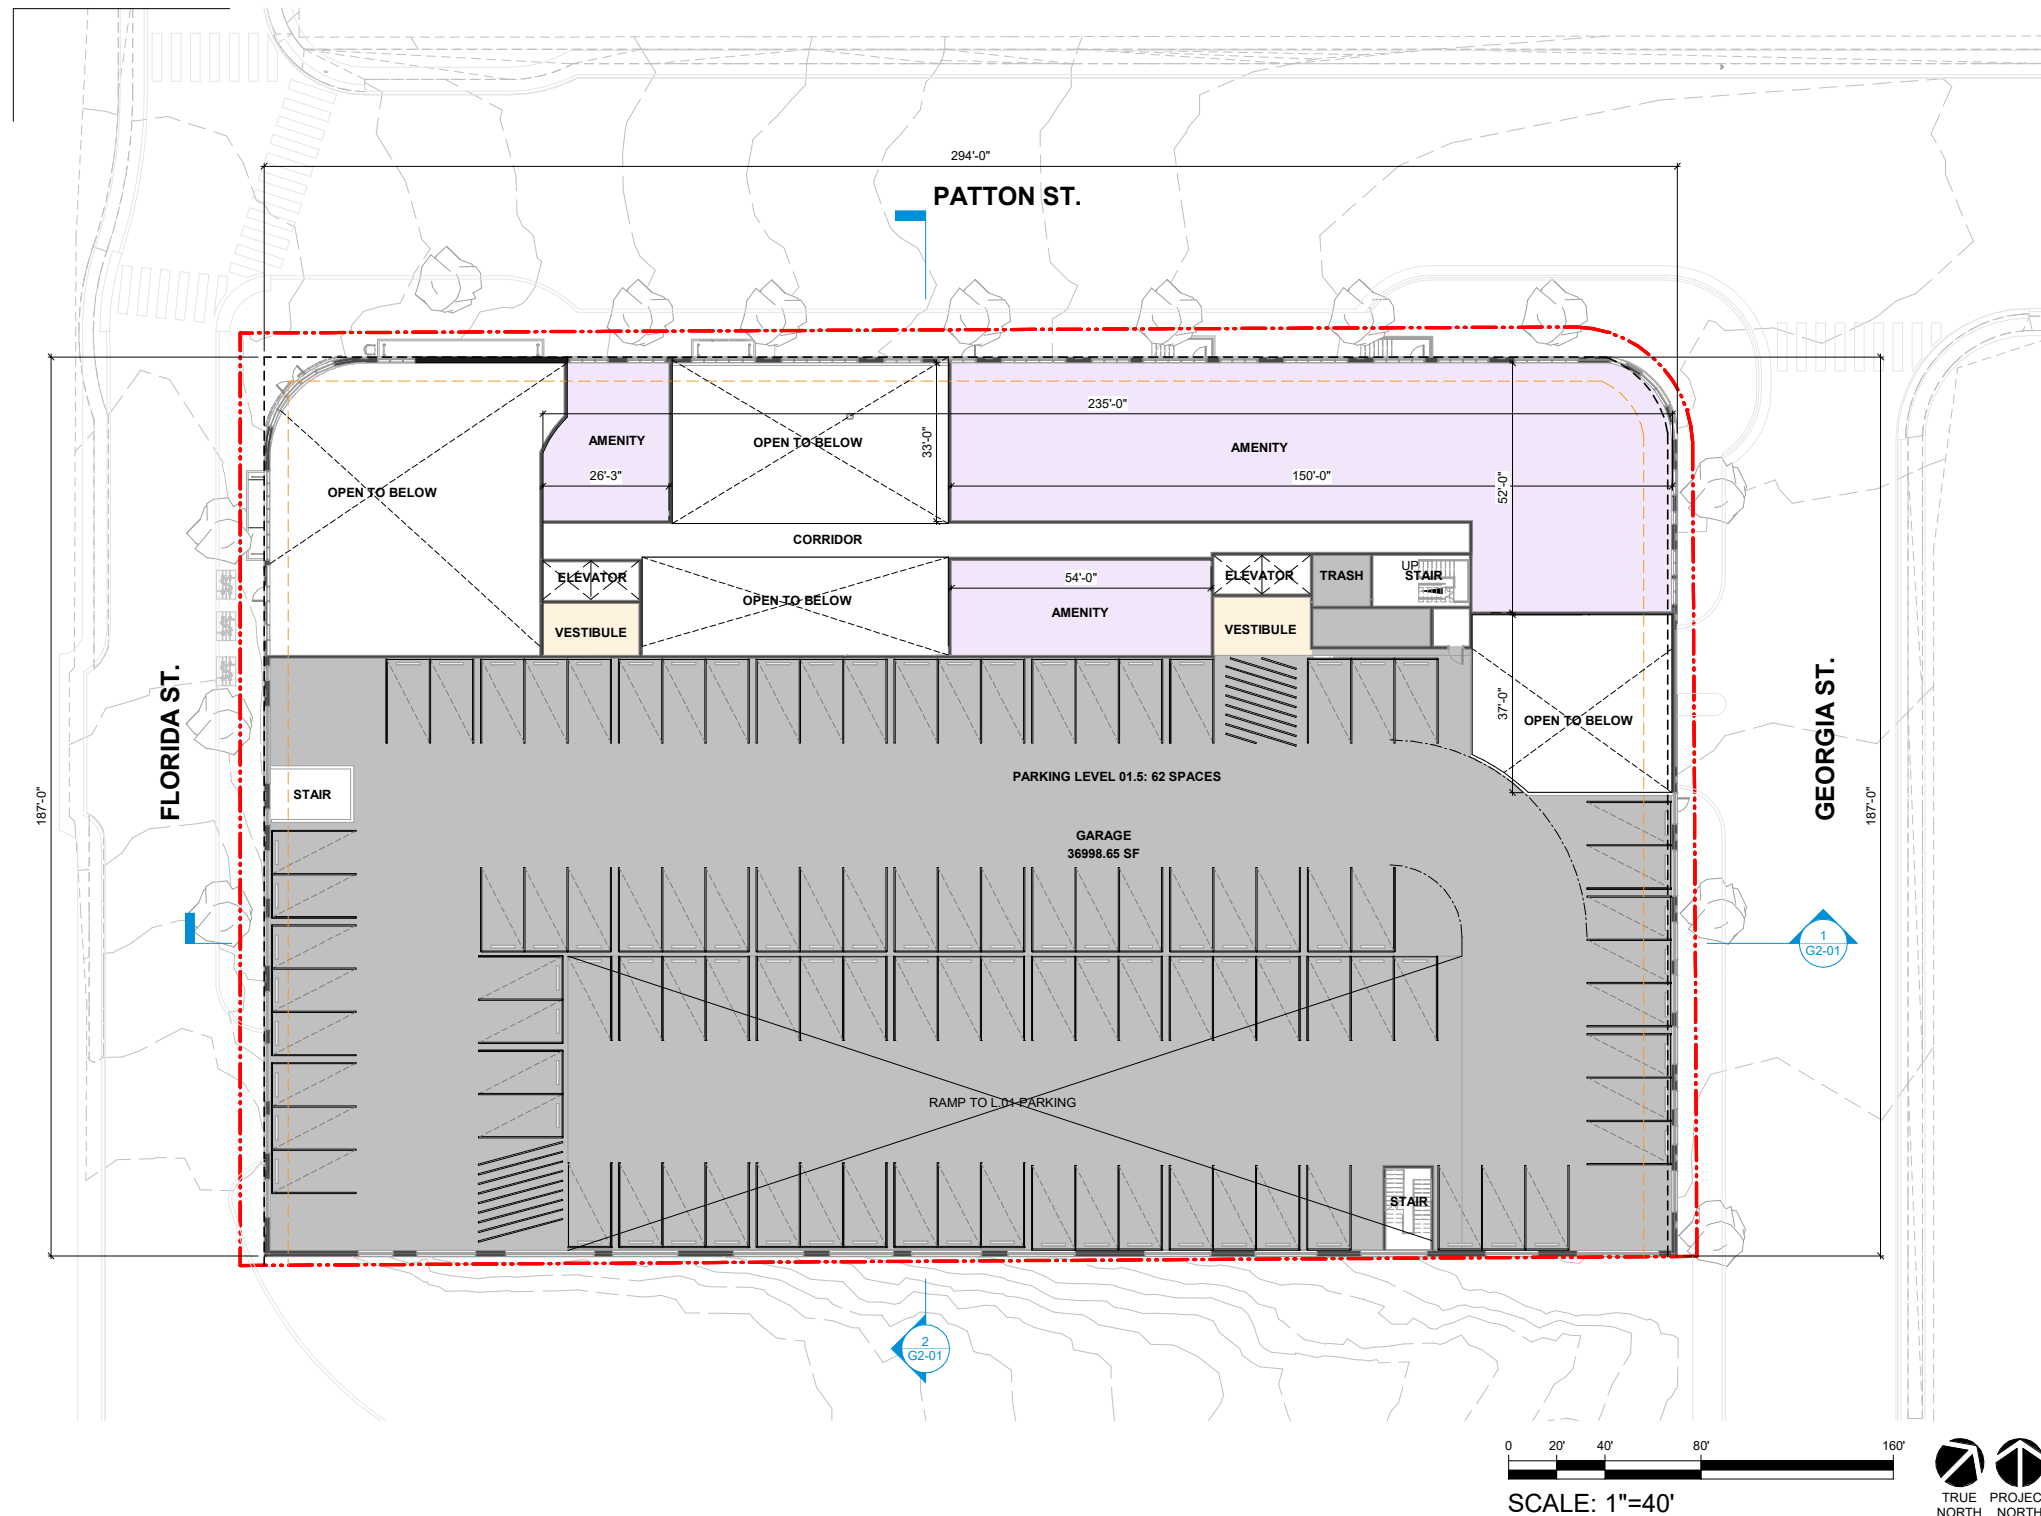 294'-0"
PATTON ST.
235'-0"
AMENITY
OPEN TO BELOW
33'-0"
AMENITY
26'-3"
150'-0"
52'-0"
OPEN TO BELOW
CORRIDOR
ELEVATOR
54'-0"
ELEVATOR
TRASH
UP
STAIR
OPEN TO BELOW
AMENITY
VESTIBULE
VESTIBULE
FLORIDA ST.
187'-0"
STAIR
37'-0"
OPEN TO BELOW
GEORGIA ST.
187'-0"
PARKING LEVEL 01.5: 62 SPACES
GARAGE
36998.65 SF
1
G2-01
RAMP TO L.01 PARKING
STAIR
2
G2-01
0 20' 40' 80' 160'
SCALE: 1"=40'
TRUE
NORTH
PROJEC
NORTH